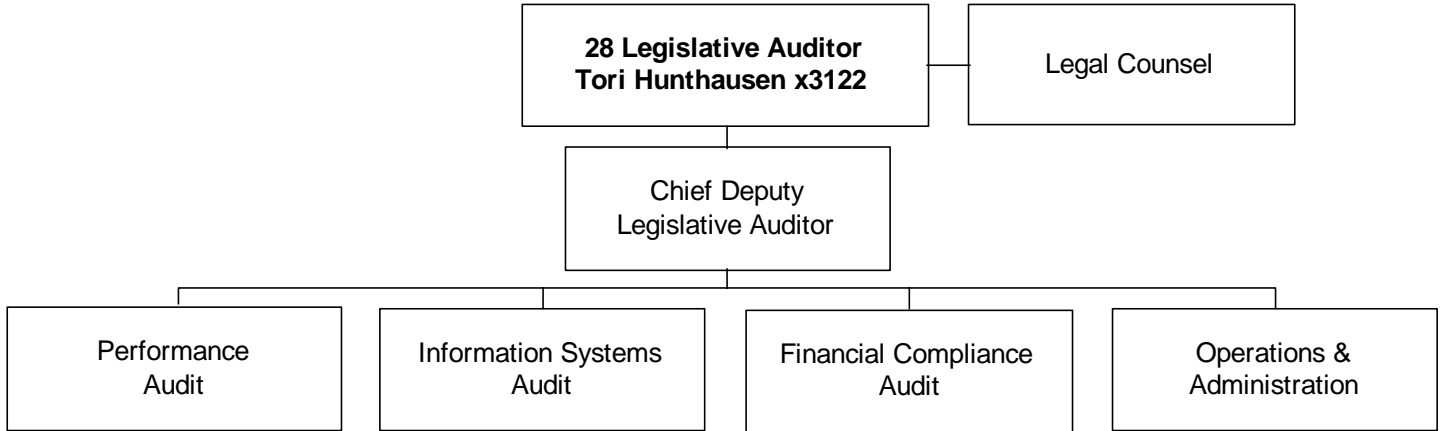 28 Legislative Auditor
Tori Hunthausen x3122
Legal Counsel
Chief Deputy
Legislative Auditor
Performance
Audit
Information Systems
Audit
Financial Compliance
Audit
Operations &
Administration